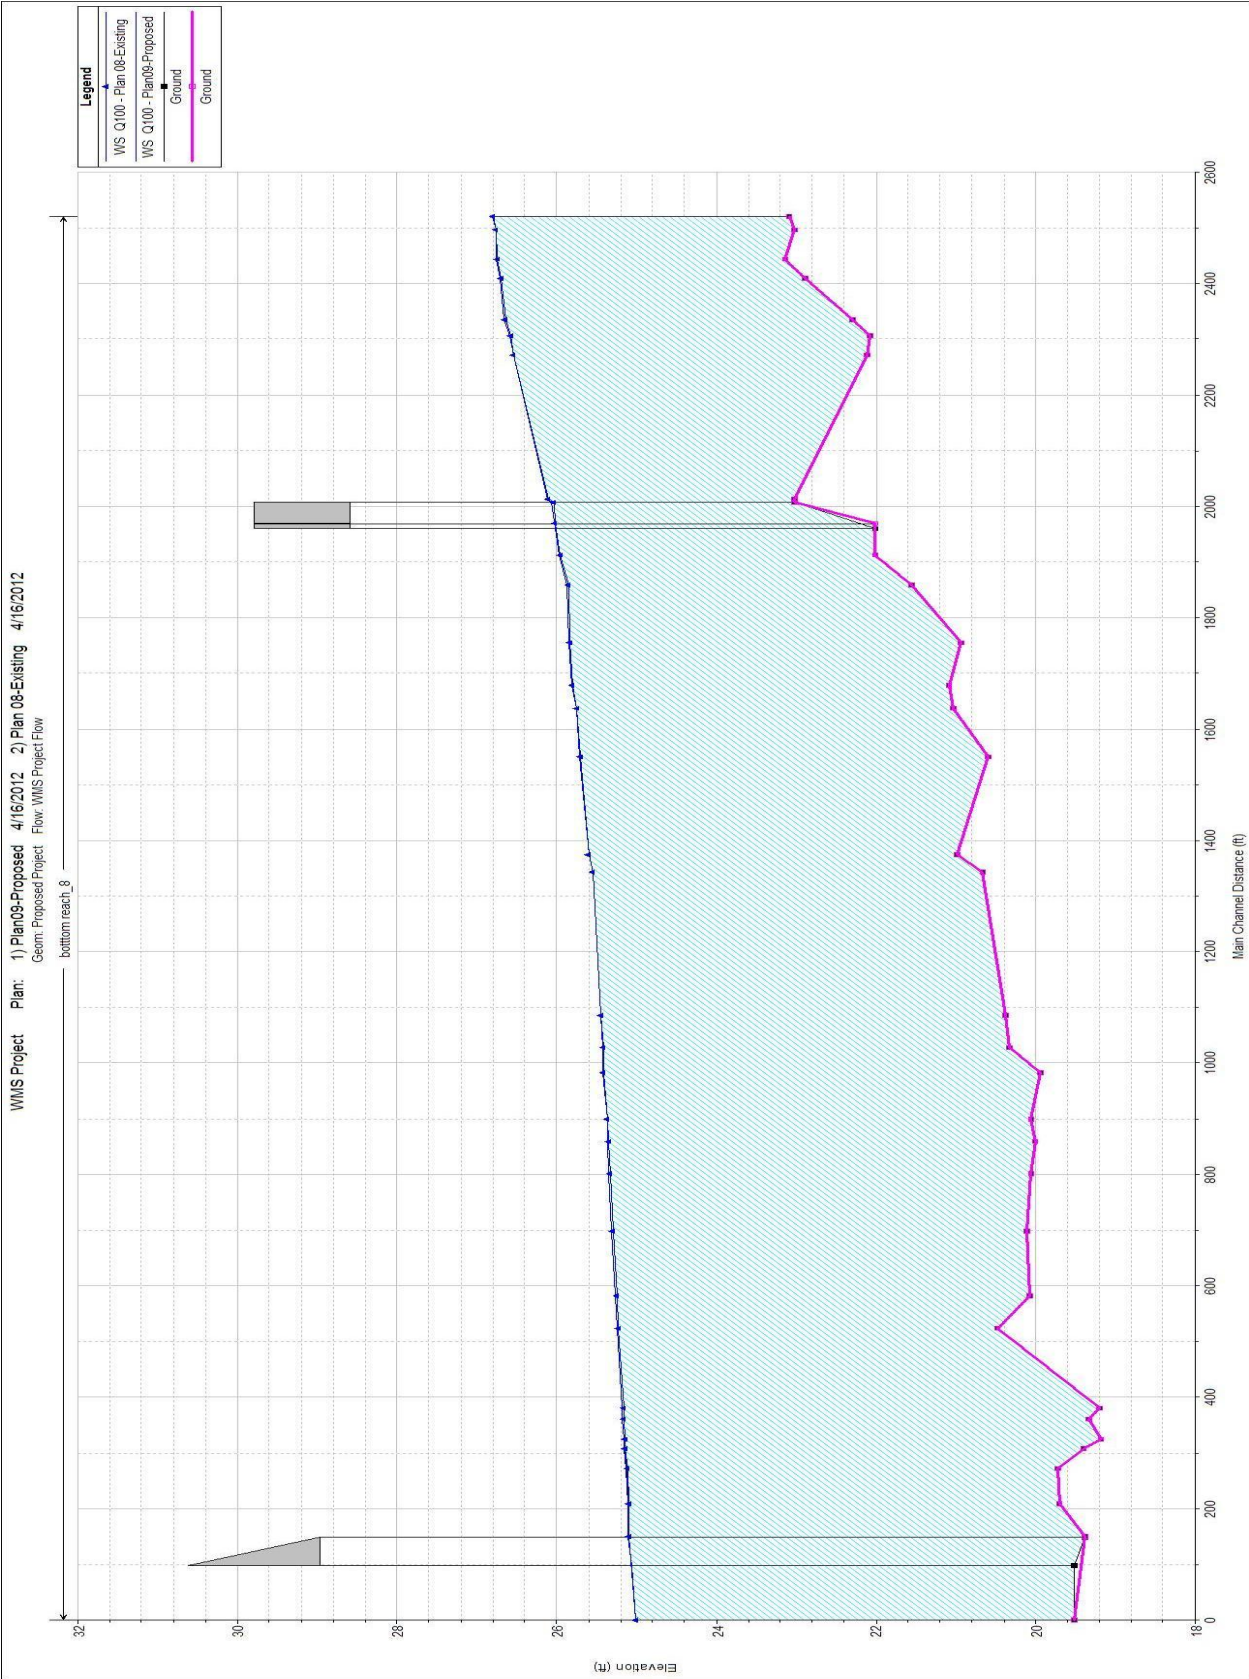 WMS Project Plan: 1) Plan09-Proposed 4/16/2012 2) Plan 08-Existing 4/16/2012
Geom: Proposed Project Flow: WMS Project Flow
botttom reach_8
Legend
WS Q100 - Plan 08-Existing
WS Q100 - Plan09-Proposed
Ground
Ground
Elevation (ft)
32
30
28
26
24
22
20
18
0
200
400
600
800
1000
1200
1400
1600
1800
2000
2200
2400
2600
Main Channel Distance (ft)